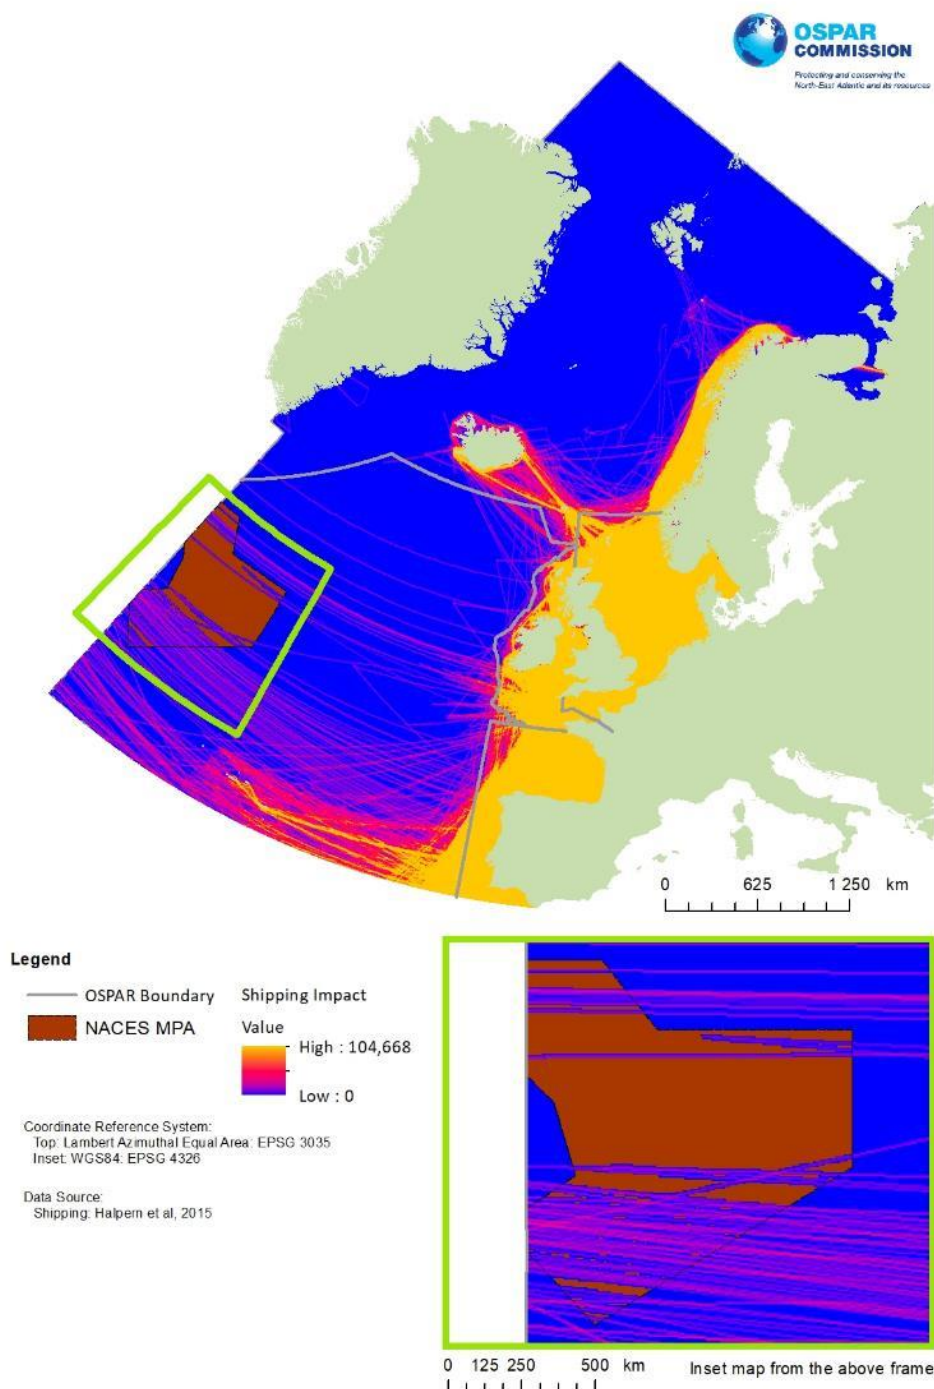 OSPAR
COMMISSION
Protecting and conserving the
North-East Atlantic and its resources
0 625 1 250 km
Legend
OSPAR Boundary
NACES MPA
Shipping Impact
Value
High : 104,668
Low : 0
Coordinate Reference System:
Top: Lambert Azimuthal Equal Area: EPSG 3035
Inset: WGS84: EPSG 4326
Data Source:
Shipping: Halpern et al, 2015
0 125 250 500 km
Inset map from the above frame